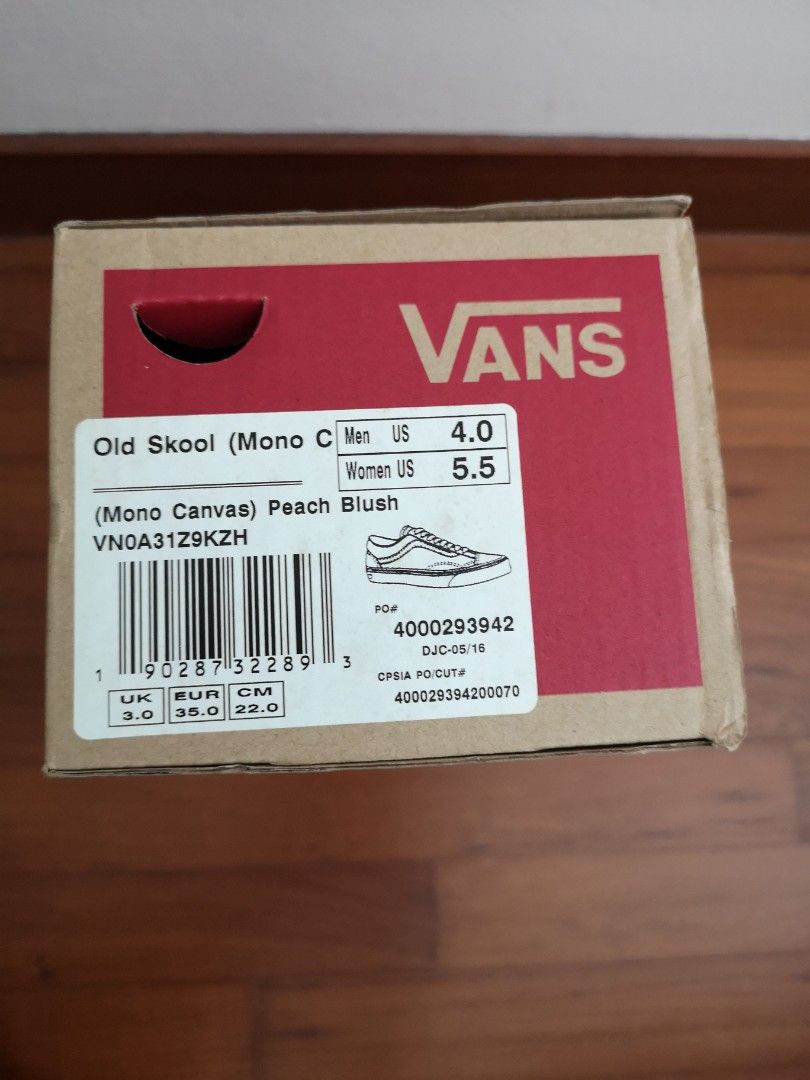 VANS
Old Skool (Mono C
Men US 4.0
Women US 5.5
(Mono Canvas) Peach Blush
VN0A31Z9KZH
PO#
4000293942
DJC-05/16
CPSIA PO/CUT#
400029394200070
1 90287 32289 3
UK 3.0
EUR 35.0
CM 22.0